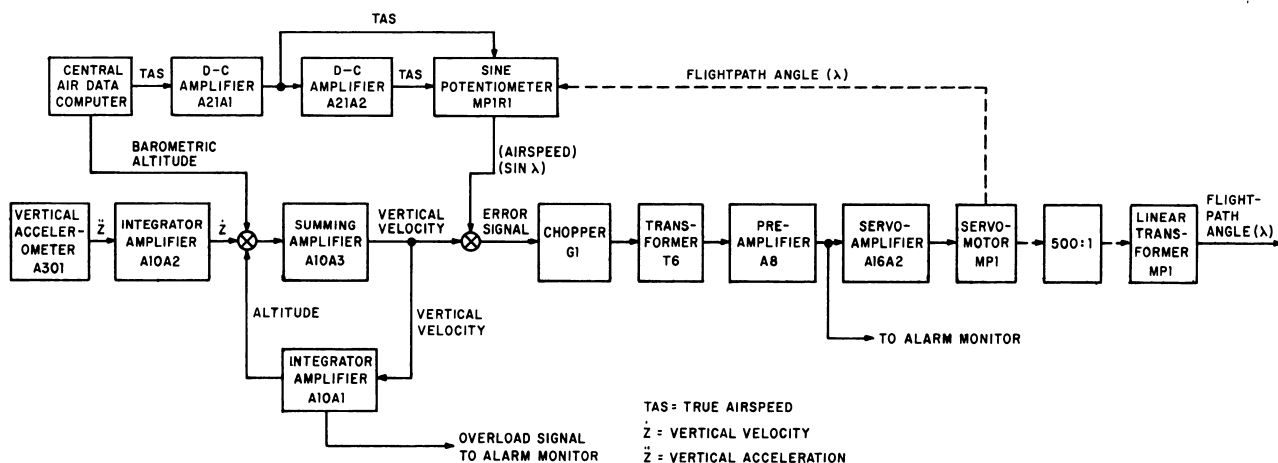 TAS
CENTRAL
AIR DATA
COMPUTER
TAS
D-C
AMPLIFIER
A21A1
D-C
AMPLIFIER
A21A2
TAS
SINE
POTENTIOMETER
MP1R1
FLIGHTPATH ANGLE (λ)
BAROMETRIC
ALTITUDE
(AIRSPEED)
(SIN λ)
VERTICAL
ACCELER-
OMETER
A301
Z̈
INTEGRATOR
AMPLIFIER
A10A2
Ż
SUMMING
AMPLIFIER
A10A3
VERTICAL
VELOCITY
ERROR
SIGNAL
CHOPPER
G1
TRANS-
FORMER
T6
PRE-
AMPLIFIER
A8
SERVO-
AMPLIFIER
A16A2
SERVO-
MOTOR
MP1
500:1
LINEAR
TRANS-
FORMER
MP1
FLIGHT-
PATH
ANGLE (λ)
ALTITUDE
VERTICAL
VELOCITY
TO ALARM MONITOR
INTEGRATOR
AMPLIFIER
A10A1
OVERLOAD SIGNAL
TO ALARM MONITOR
TAS = TRUE AIRSPEED
Ż = VERTICAL VELOCITY
Z̈ = VERTICAL ACCELERATION